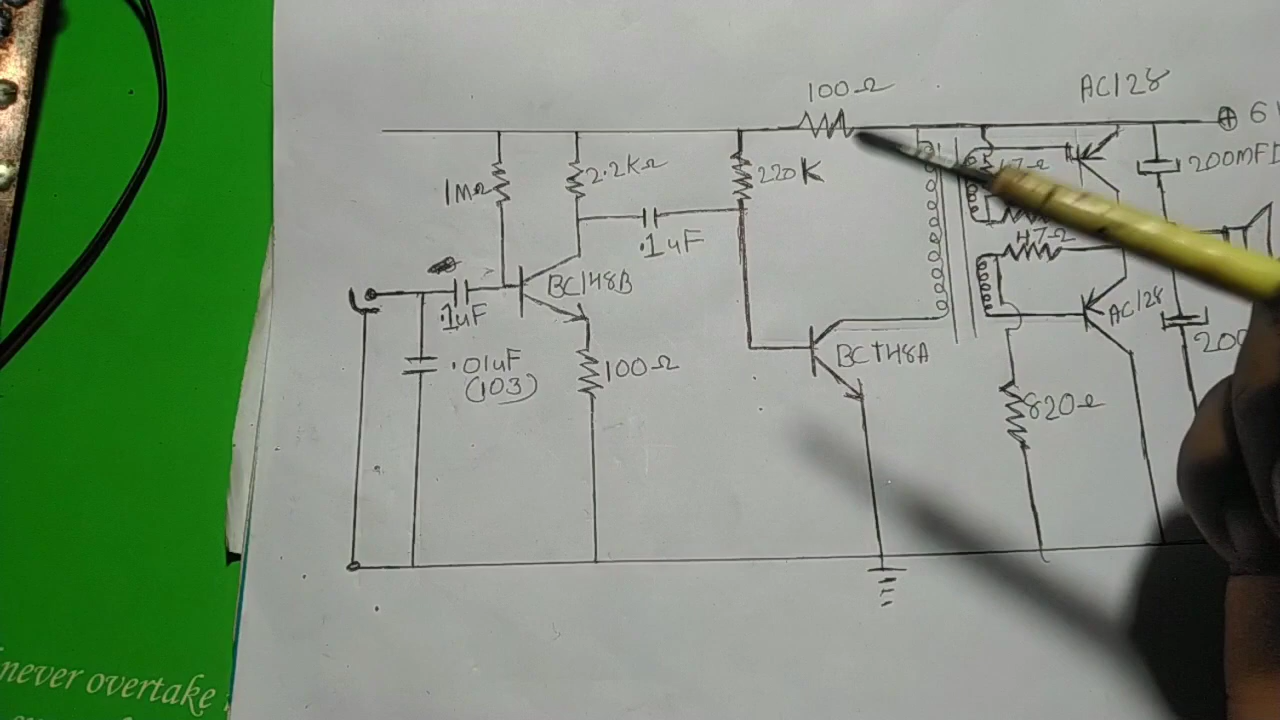 100Ω
AC128
⊕ 6
200MFD
1MΩ
2.2KΩ
220K
47Ω
.1uF
47Ω
BC148B
.1uF
AC128
200
.01uF
(103)
100Ω
BC148A
820Ω
never overtake